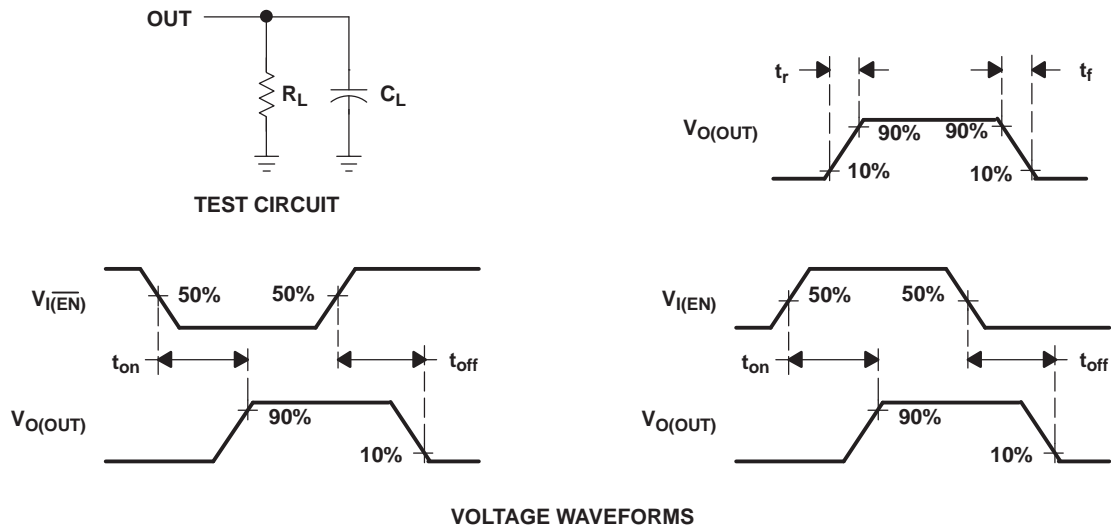 OUT
R_L
C_L
TEST CIRCUIT
t_r
t_f
V_O(OUT)
90%
90%
10%
10%
V_I(E̅N̅)
50%
50%
t_on
t_off
V_O(OUT)
90%
10%
V_I(EN)
50%
50%
t_on
t_off
V_O(OUT)
90%
10%
VOLTAGE WAVEFORMS